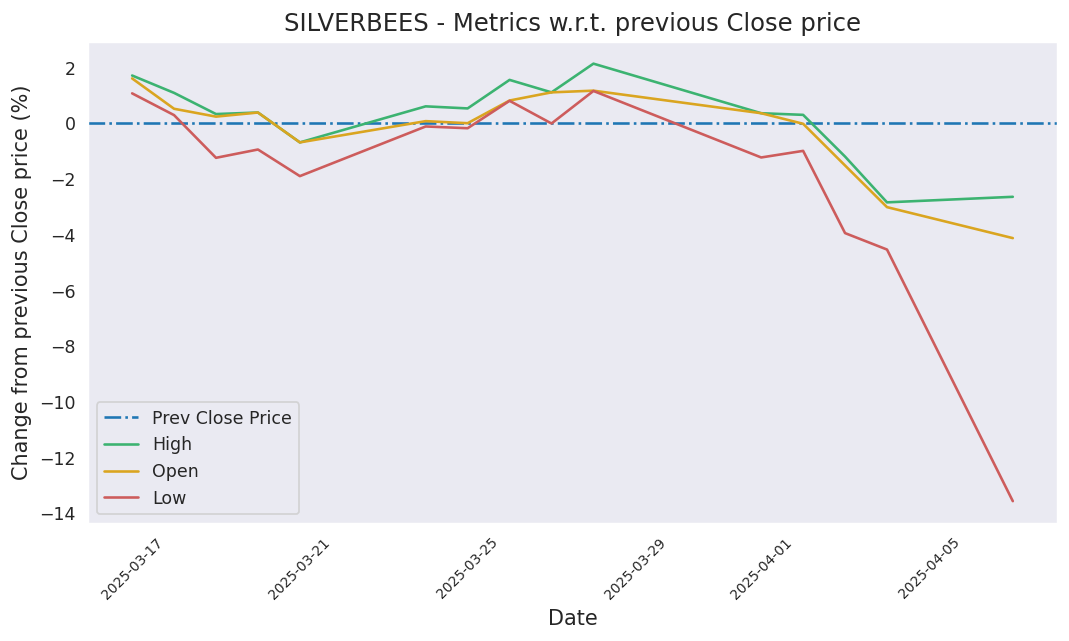 SILVERBEES - Metrics w.r.t. previous Close price
Change from previous Close price (%)
2
0
−2
−4
−6
−8
−10
−12
−14
Prev Close Price
High
Open
Low
2025-03-17
2025-03-21
2025-03-25
2025-03-29
2025-04-01
2025-04-05
Date